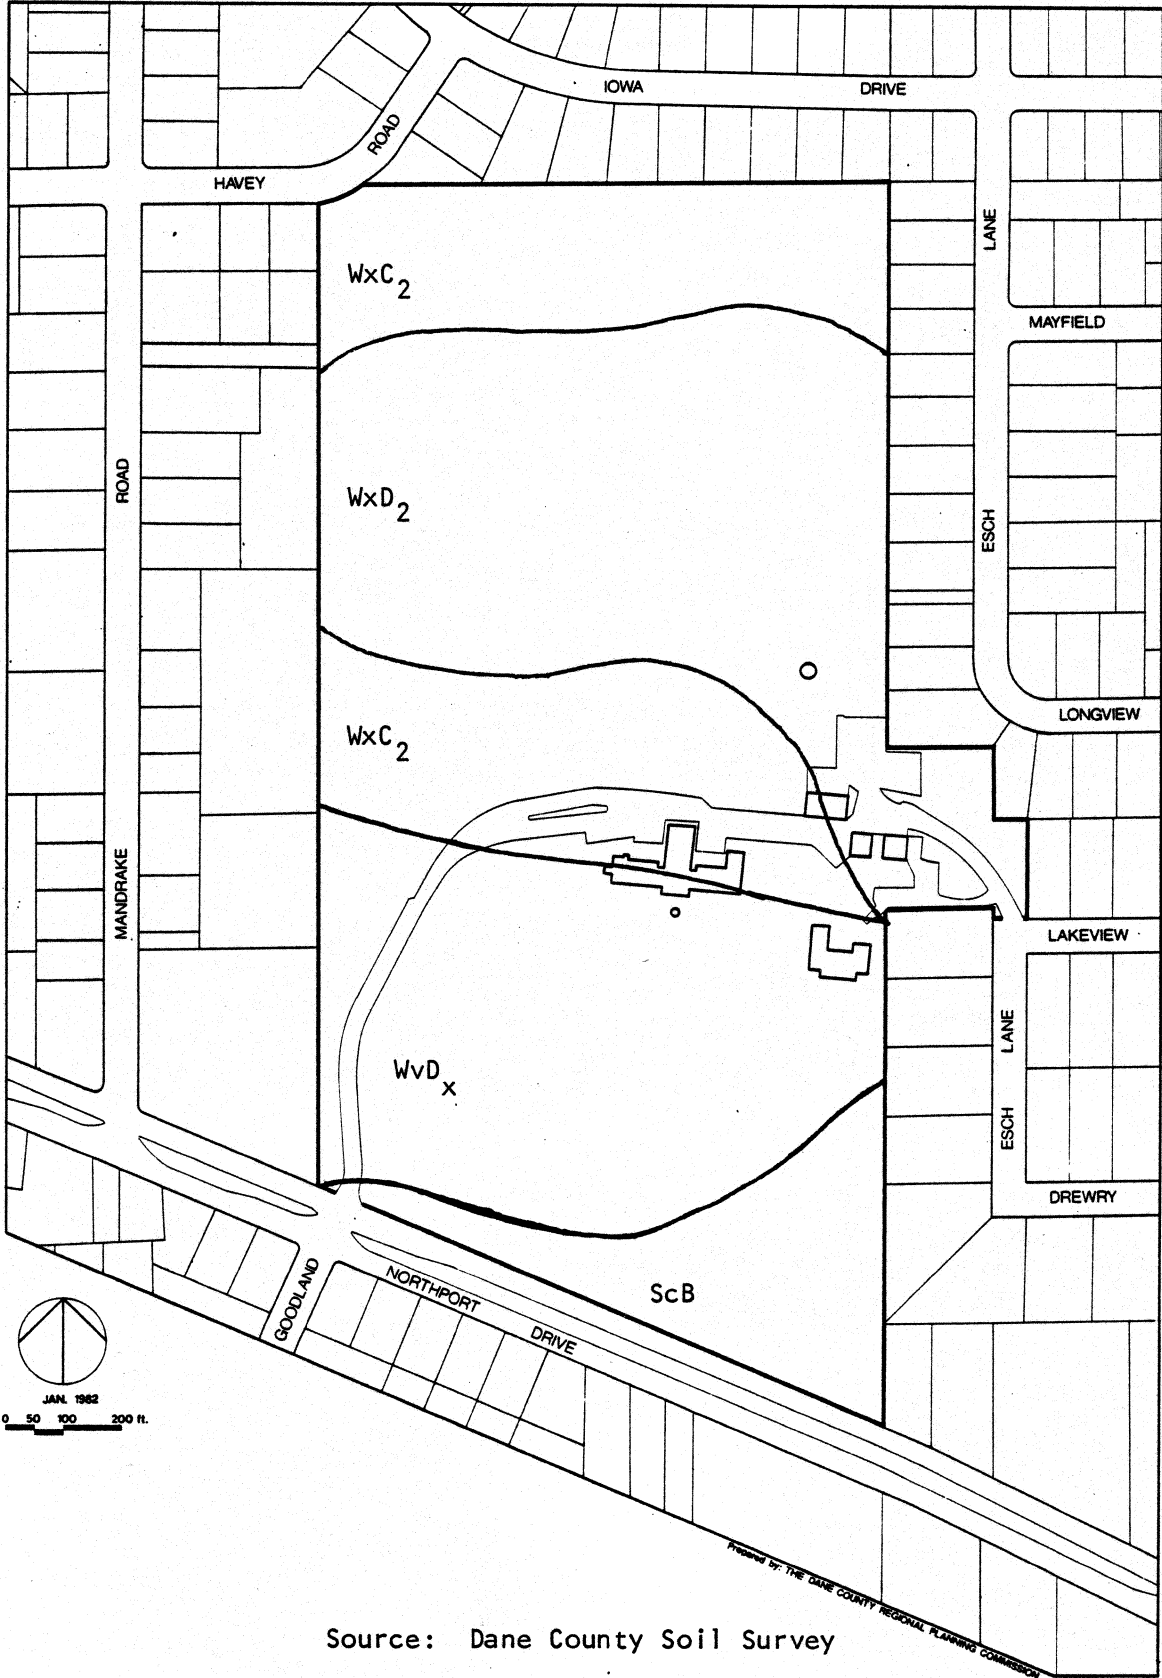 IOWA DRIVE
ROAD
HAVEY
LANE
WxC2
MAYFIELD
ROAD
WxD2
ESCH
LONGVIEW
WxC2
MANDRAKE
LAKEVIEW
LANE
WvDx
ESCH
DREWRY
GOODLAND
NORTHPORT DRIVE
ScB
JAN. 1982
0 50 100 200 ft.
Prepared by: THE DANE COUNTY REGIONAL PLANNING COMMISSION
Source: Dane County Soil Survey